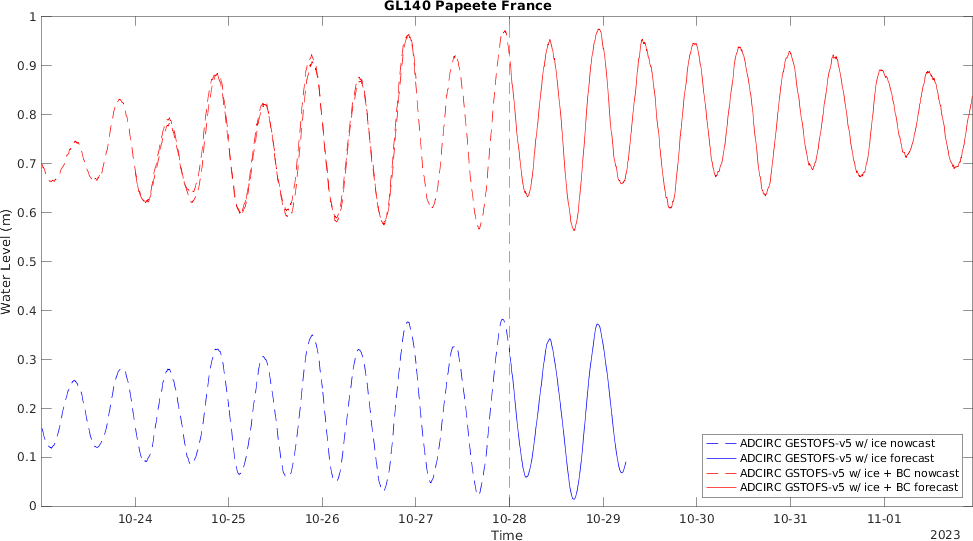 GL140 Papeete France
1
0.9
0.8
0.7
0.6
0.5
0.4
0.3
0.2
0.1
0
Water Level (m)
ADCIRC GESTOFS-v5 w/ ice nowcast
ADCIRC GESTOFS-v5 w/ ice forecast
ADCIRC GSTOFS-v5 w/ ice + BC nowcast
ADCIRC GSTOFS-v5 w/ ice + BC forecast
10-24 10-25 10-26 10-27 10-28 10-29 10-30 10-31 11-01
Time
2023